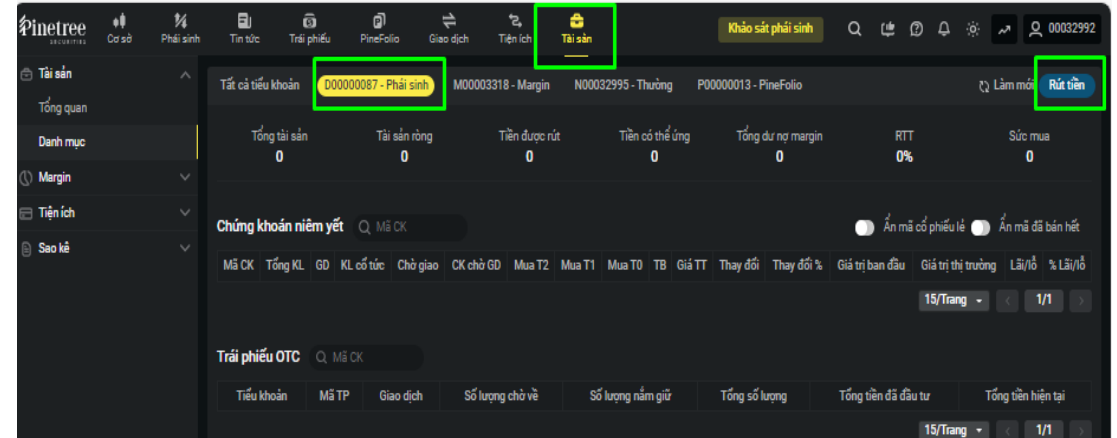 Pinetree
SECURITIES
Cơ sở
Phái sinh
Tin tức
Trái phiếu
PineFolio
Giao dịch
Tiện ích
Tài sản
Khảo sát phái sinh
00032992
Tài sản
Tổng quan
Danh mục
Margin
Tiện ích
Sao kê
Tất cả tiểu khoản
D00000087 - Phái sinh
M00003318 - Margin
N00032995 - Thường
P00000013 - PineFolio
Làm mới
Rút tiền
Tổng tài sản
0
Tài sản ròng
0
Tiền được rút
0
Tiền có thể ứng
0
Tổng dư nợ margin
0
RTT
0%
Sức mua
0
Chứng khoán niêm yết
Mã CK
Ẩn mã cổ phiếu lẻ
Ẩn mã đã bán hết
Mã CK Tổng KL GD KL cổ tức Chờ giao CK chờ GD Mua T2 Mua T1 Mua T0 TB Giá TT Thay đổi Thay đổi % Giá trị ban đầu Giá trị thị trường Lãi/lỗ % Lãi/lỗ
15/Trang
1/1
Trái phiếu OTC
Mã CK
Tiểu khoản Mã TP Giao dịch Số lượng chờ về Số lượng nắm giữ Tổng số lượng Tổng tiền đã đầu tư Tổng tiền hiện tại
15/Trang
1/1